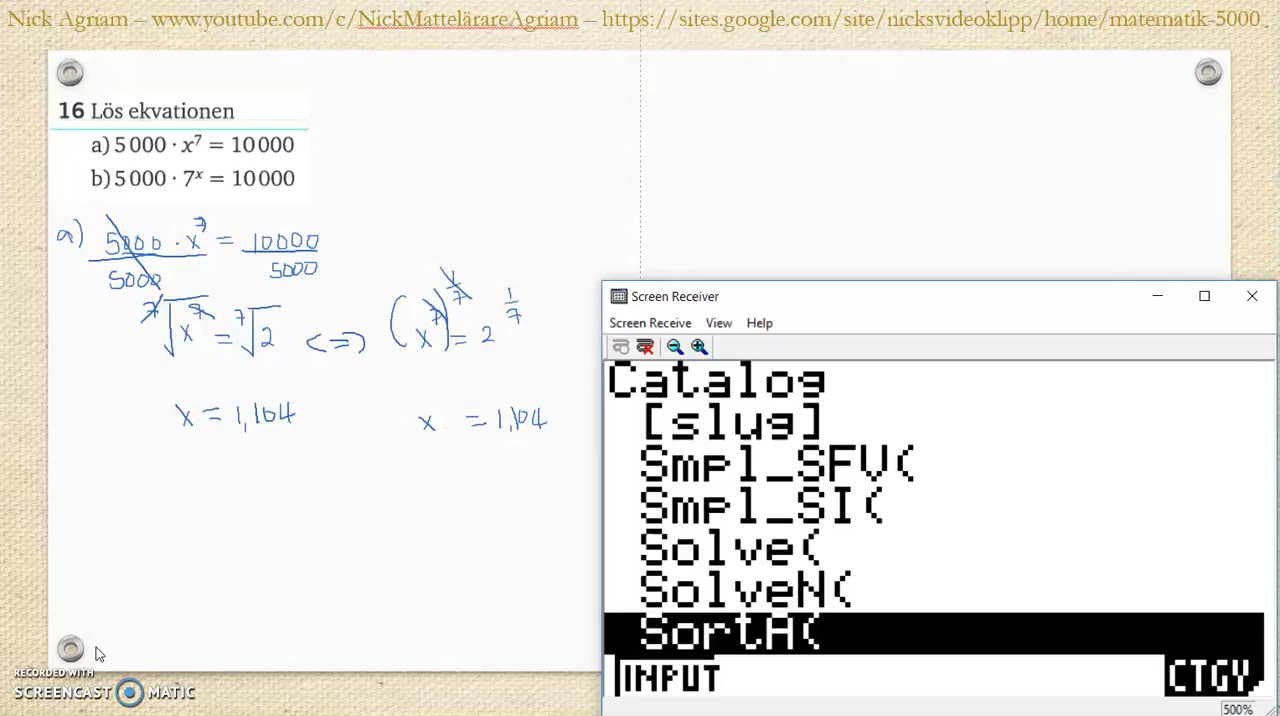 Nick Agriam – www.youtube.com/c/NickMattelärareAgriam – https://sites.google.com/site/nicksvideoklipp/home/matematik-5000 .
16 Lös ekvationen
a) 5 000 · x⁷ = 10 000
b) 5 000 · 7ˣ = 10 000
a) 5000 · x⁷ = 10000
5000 5000
⁷√x⁷ = ⁷√2 <=> (x⁷)^1/7 = 2^1/7
x = 1,104 x = 1,104
Screen Receiver
Screen Receive View Help
Catalog
[slug]
Smpl_SFV(
Smpl_SI(
Solve(
SolveN(
SortA(
INPUT CTGY
500%
RECORDED WITH
SCREENCAST MATIC